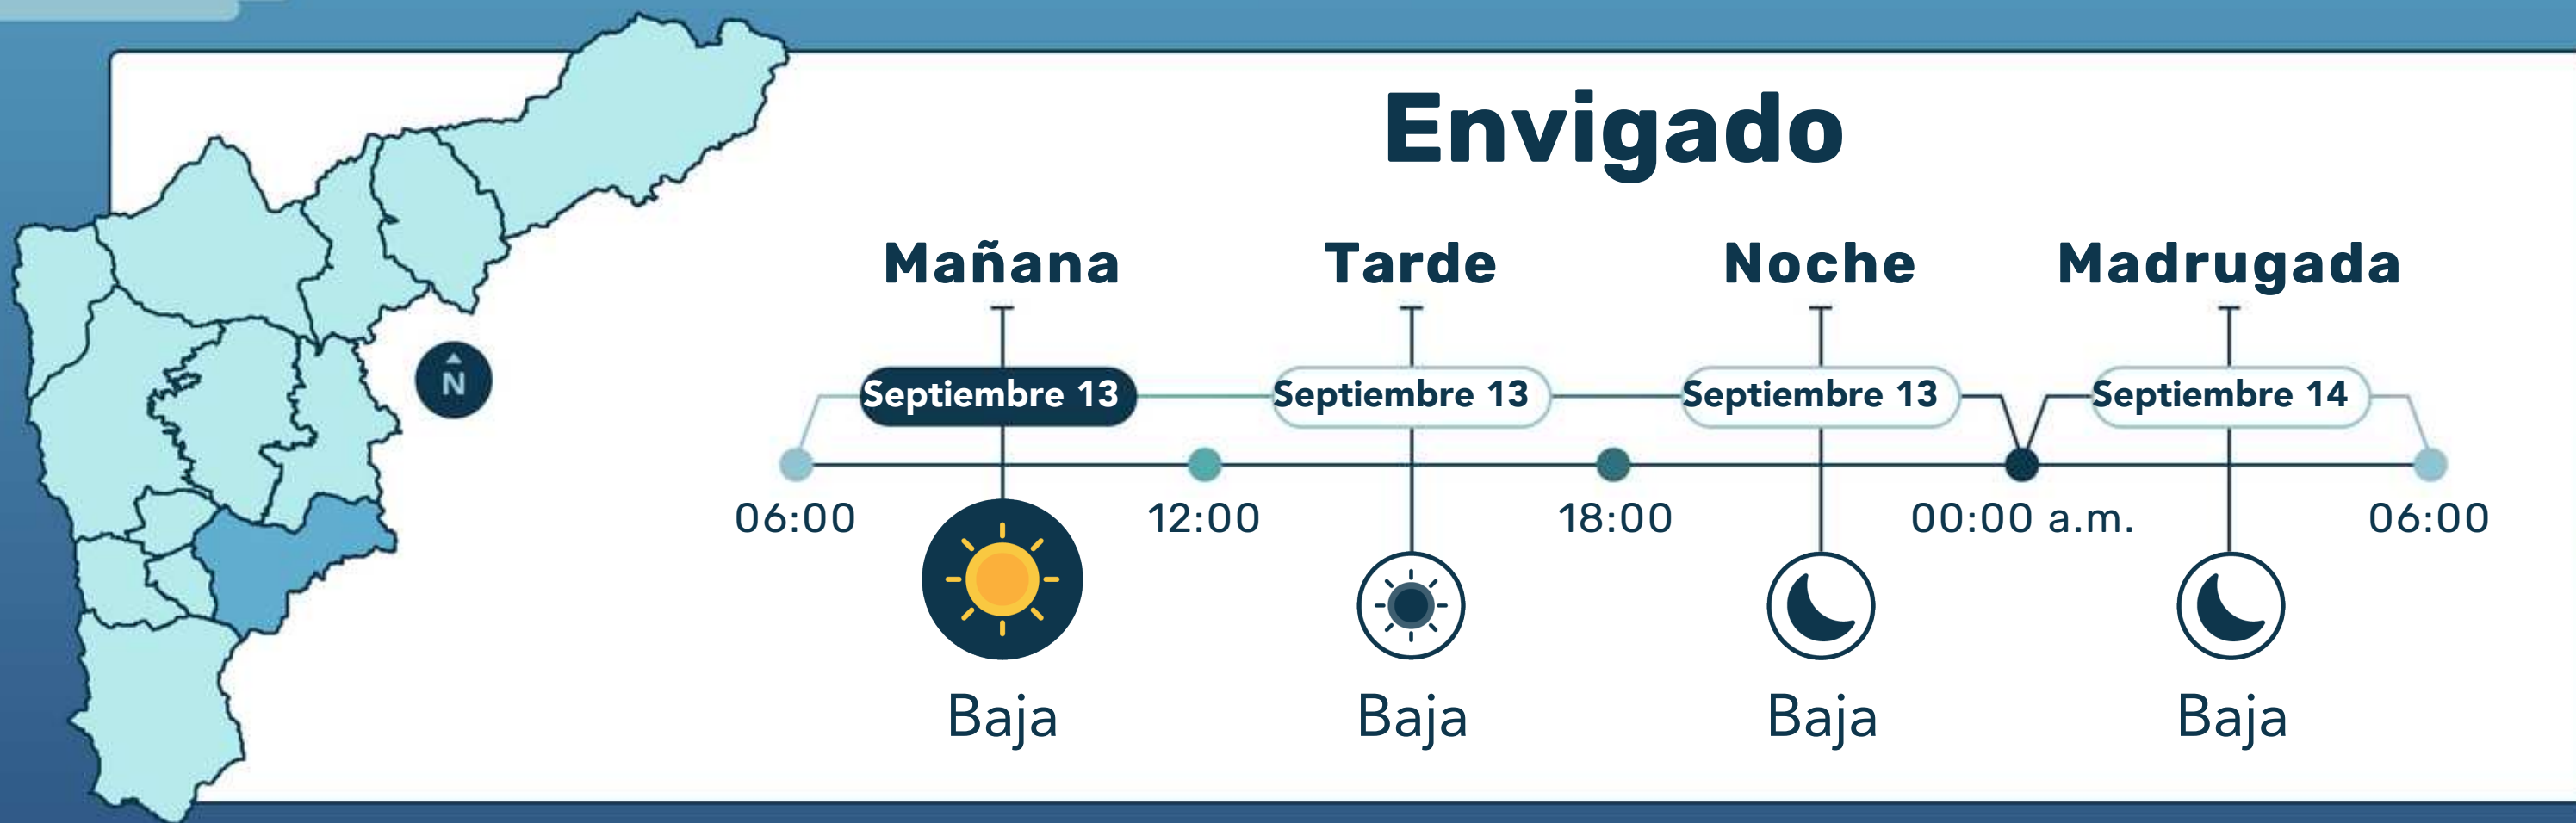 Envigado
Mañana Tarde Noche Madrugada
N
Septiembre 13 Septiembre 13 Septiembre 13 Septiembre 14
06:00 12:00 18:00 00:00 a.m. 06:00
Baja Baja Baja Baja